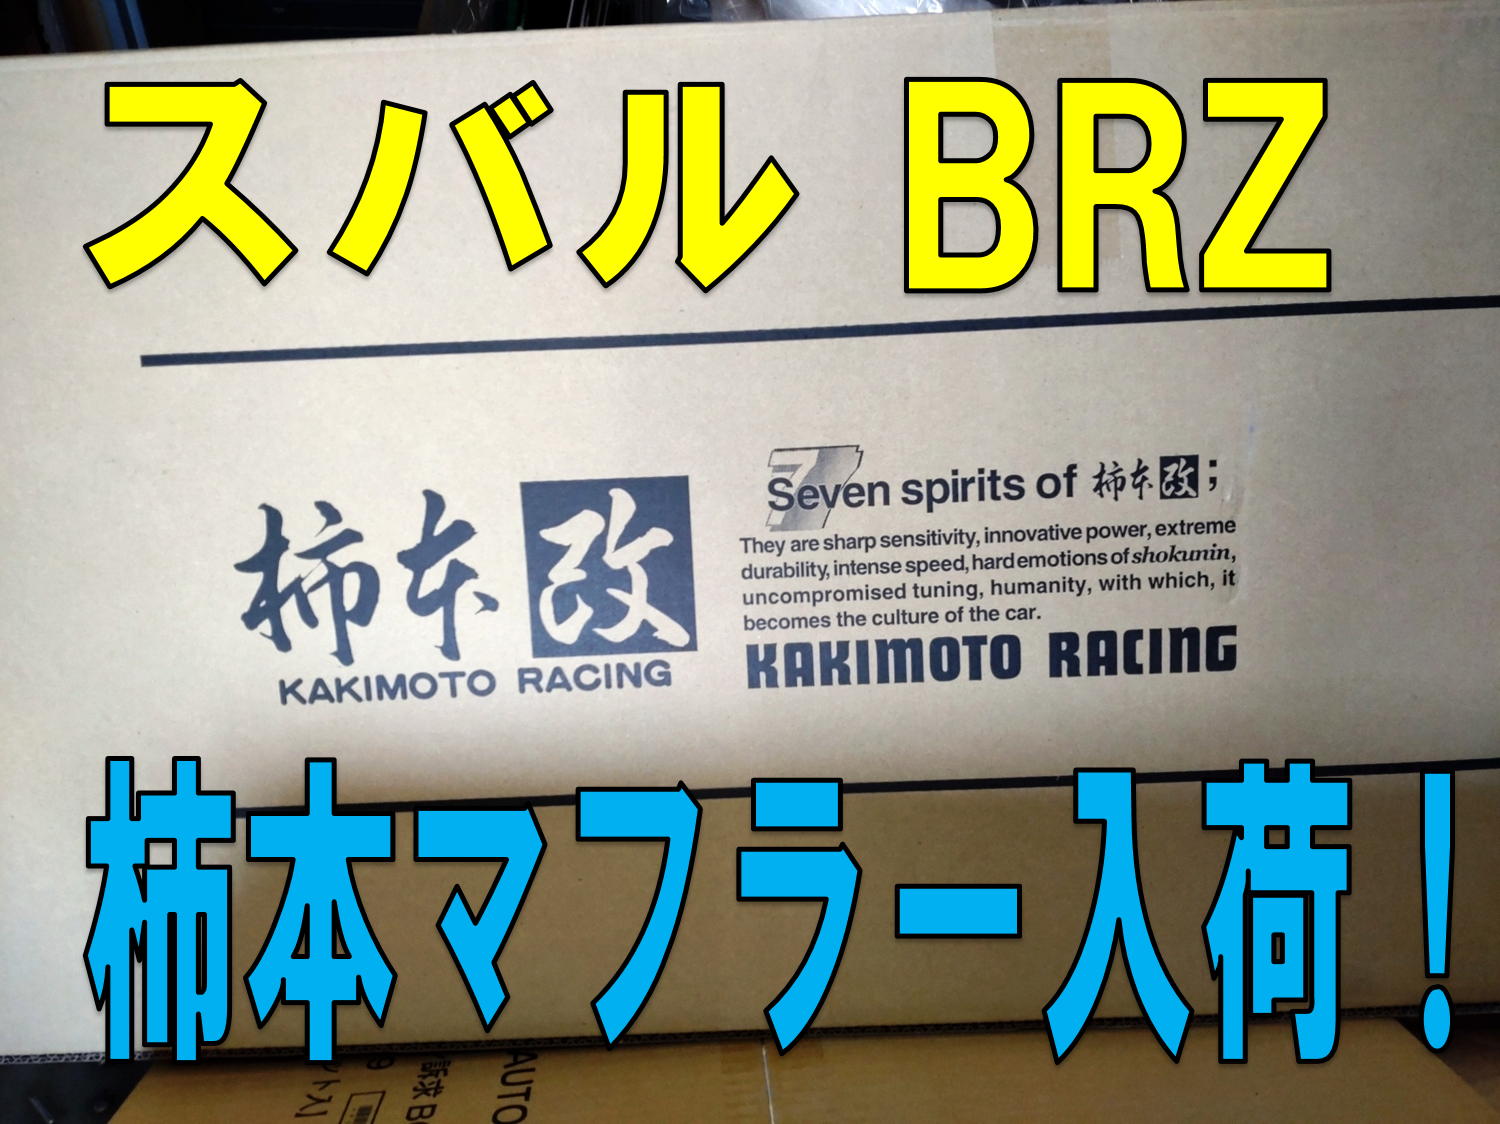 スバル BRZ
柿本改
KAKIMOTO RACING
7
Seven spirits of 柿本改;
They are sharp sensitivity, innovative power, extreme
durability, intense speed, hard emotions of shokunin,
uncompromised tuning, humanity, with which, it
becomes the culture of the car.
KAKIMOTO RACING
柿本マフラー入荷！
AUTO